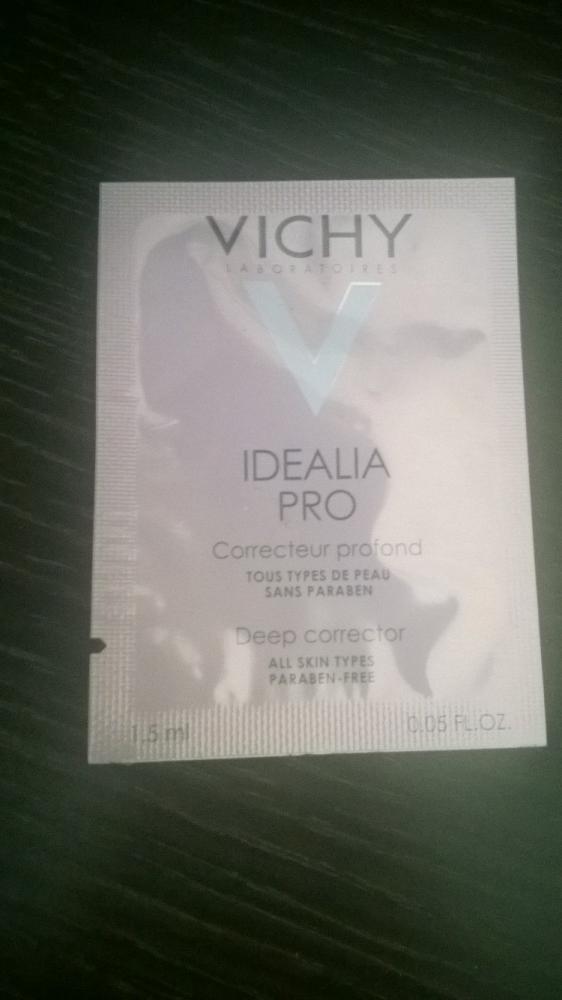 VICHY
LABORATOIRES
IDEALIA
PRO
Correcteur profond
TOUS TYPES DE PEAU
SANS PARABEN
Deep corrector
ALL SKIN TYPES
PARABEN-FREE
1.5 ml 0.05 FL.OZ.